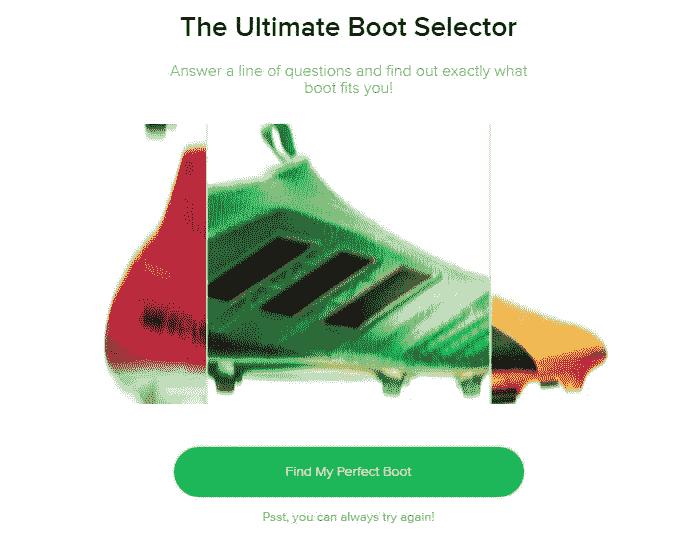 The Ultimate Boot Selector
Answer a line of questions and find out exactly what
boot fits you!
Find My Perfect Boot
Psst, you can always try again!